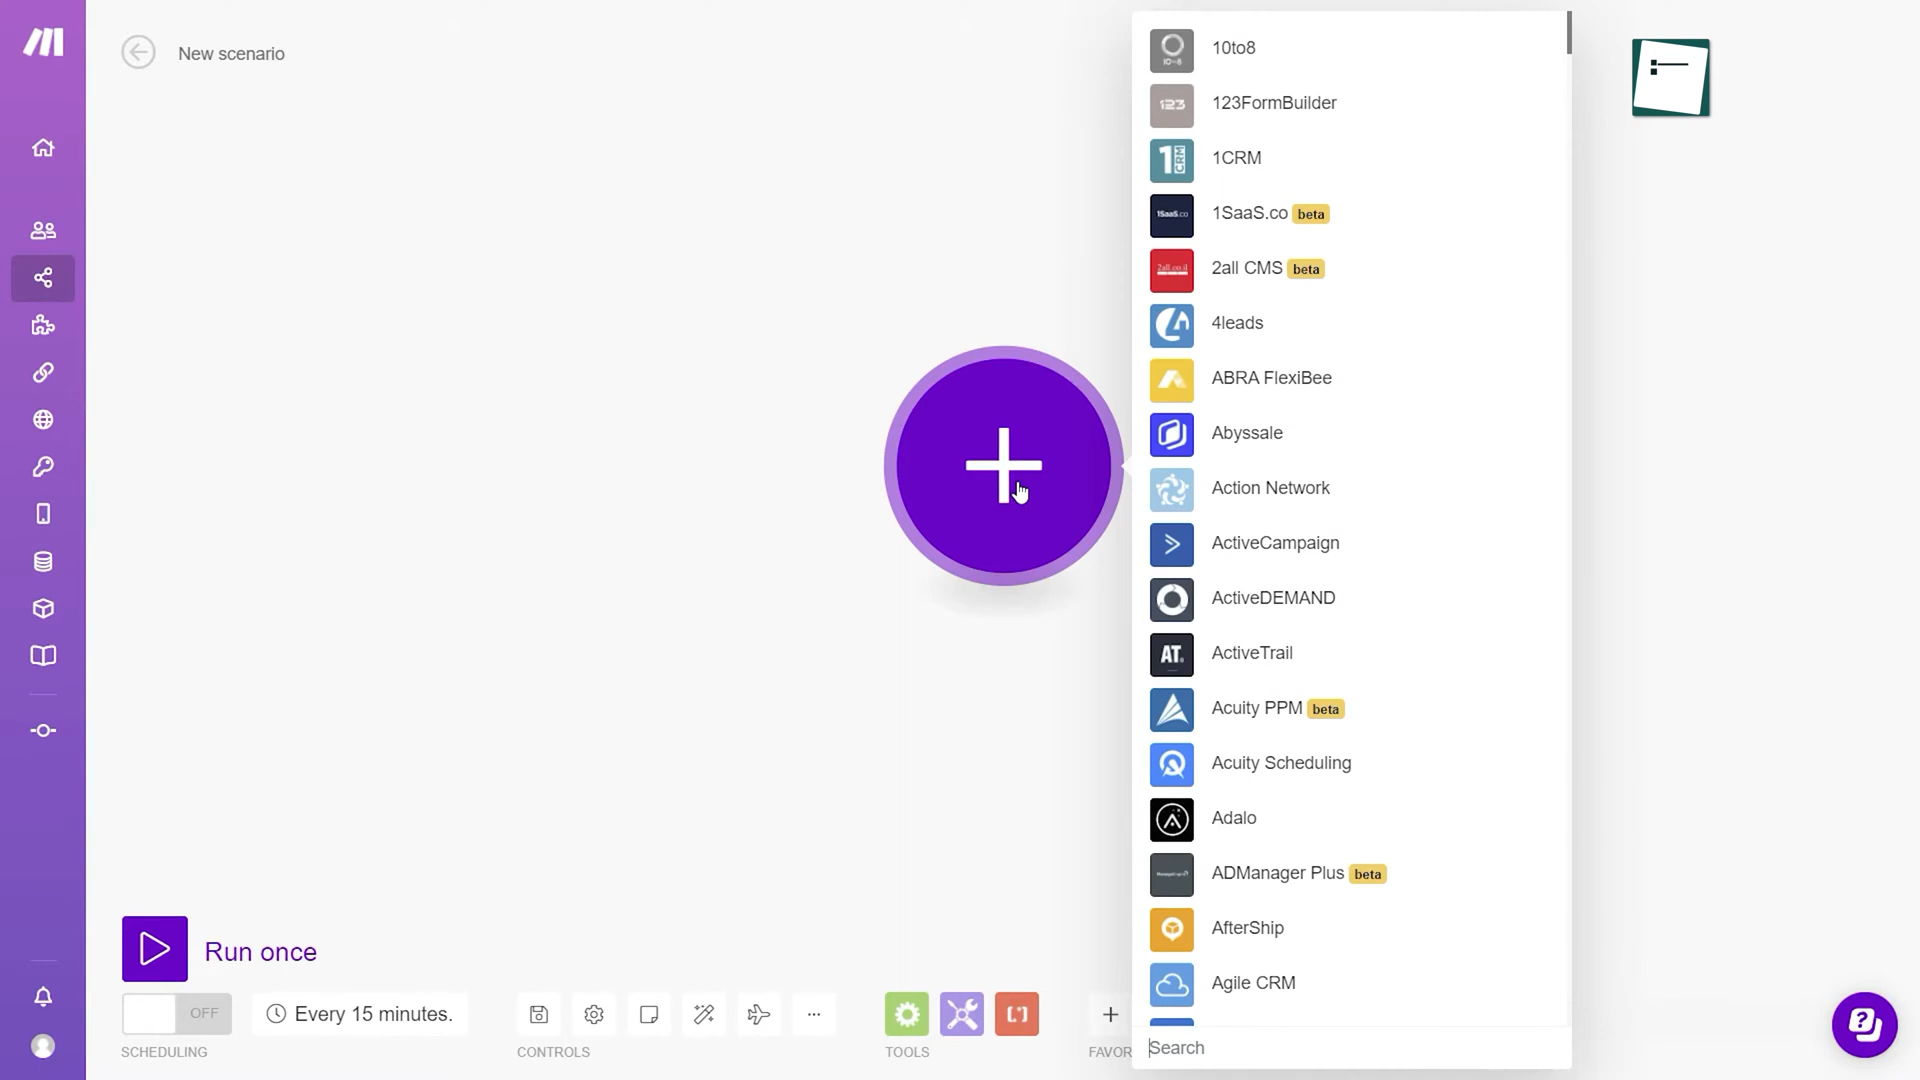 New scenario
10to8
123
123FormBuilder
1CRM
1SaaS.co beta
2all CMS beta
4leads
ABRA FlexiBee
Abyssale
Action Network
ActiveCampaign
ActiveDEMAND
AT.
ActiveTrail
Acuity PPM beta
Acuity Scheduling
Adalo
ADManager Plus beta
AfterShip
Agile CRM
Run once
OFF
Every 15 minutes.
SCHEDULING
CONTROLS
TOOLS
FAVOR
Search